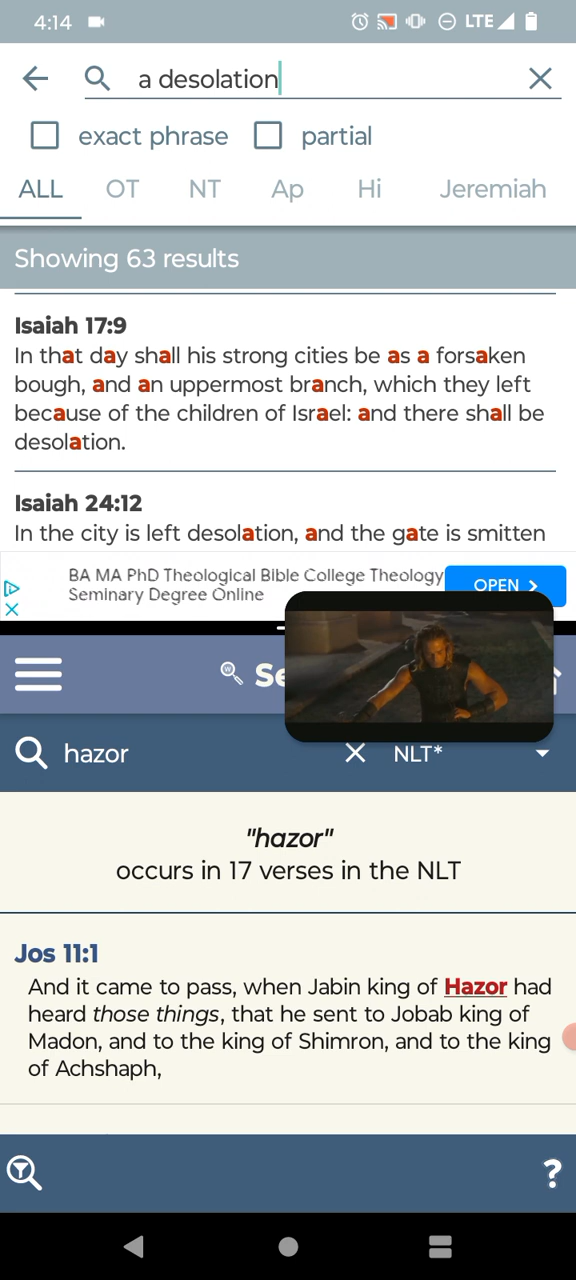 4:14
LTE
a desolation
exact phrase
partial
ALL
OT
NT
Ap
Hi
Jeremiah
Showing 63 results
Isaiah 17:9
In that day shall his strong cities be as a forsaken
bough, and an uppermost branch, which they left
because of the children of Israel: and there shall be
desolation.
Isaiah 24:12
In the city is left desolation, and the gate is smitten
BA MA PhD Theological Bible College Theology
Seminary Degree Online
OPEN
Se
hazor
NLT*
"hazor"
occurs in 17 verses in the NLT
Jos 11:1
And it came to pass, when Jabin king of Hazor had
heard those things, that he sent to Jobab king of
Madon, and to the king of Shimron, and to the king
of Achshaph,
?